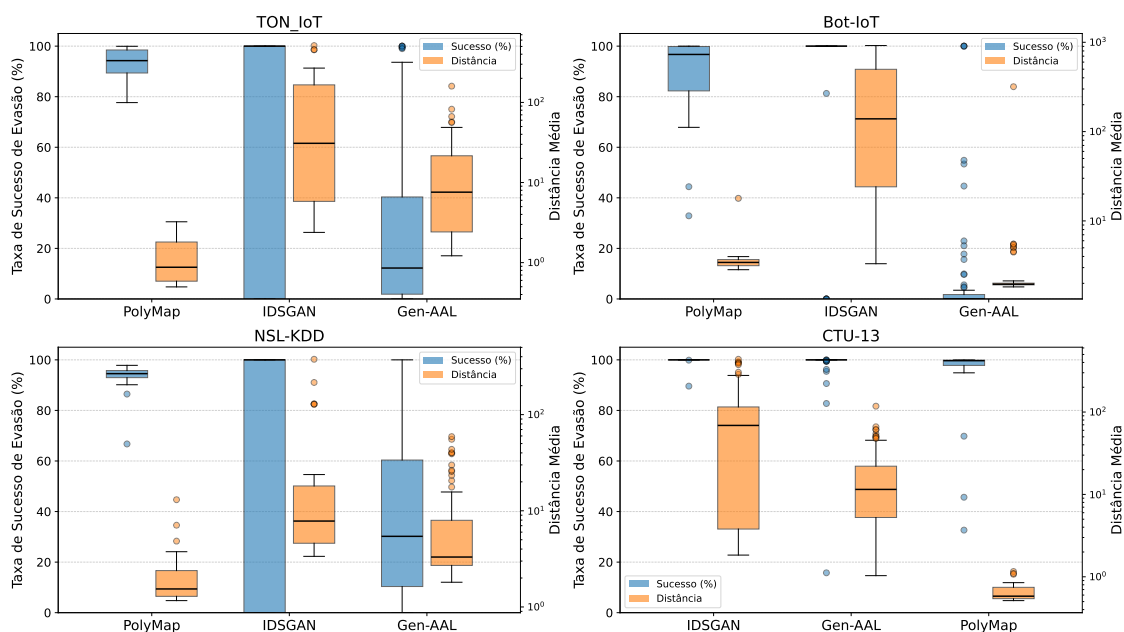 TON_IoT
Taxa de Sucesso de Evasão (%)
100
80
60
40
20
0
Sucesso (%)
Distância
10²
10¹
10⁰
Distância Média
PolyMap
IDSGAN
Gen-AAL
Bot-IoT
Taxa de Sucesso de Evasão (%)
100
80
60
40
20
0
Sucesso (%)
Distância
10³
10²
10¹
Distância Média
PolyMap
IDSGAN
Gen-AAL
NSL-KDD
Taxa de Sucesso de Evasão (%)
100
80
60
40
20
0
Sucesso (%)
Distância
10²
10¹
10⁰
Distância Média
PolyMap
IDSGAN
Gen-AAL
CTU-13
Taxa de Sucesso de Evasão (%)
100
80
60
40
20
0
Sucesso (%)
Distância
10²
10¹
10⁰
Distância Média
IDSGAN
Gen-AAL
PolyMap